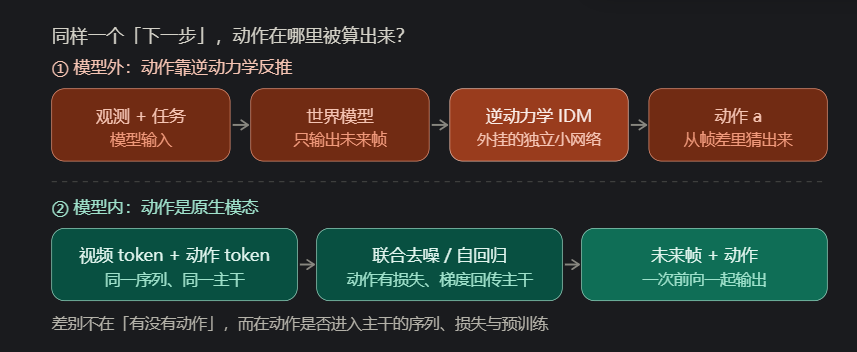 同样一个「下一步」，动作在哪里被算出来？
① 模型外：动作靠逆动力学反推
观测 + 任务
模型输入
世界模型
只输出未来帧
逆动力学 IDM
外挂的独立小网络
动作 a
从帧差里猜出来
② 模型内：动作是原生模态
视频 token + 动作 token
同一序列、同一主干
联合去噪 / 自回归
动作有损失、梯度回传主干
未来帧 + 动作
一次前向一起输出
差别不在「有没有动作」，而在动作是否进入主干的序列、损失与预训练